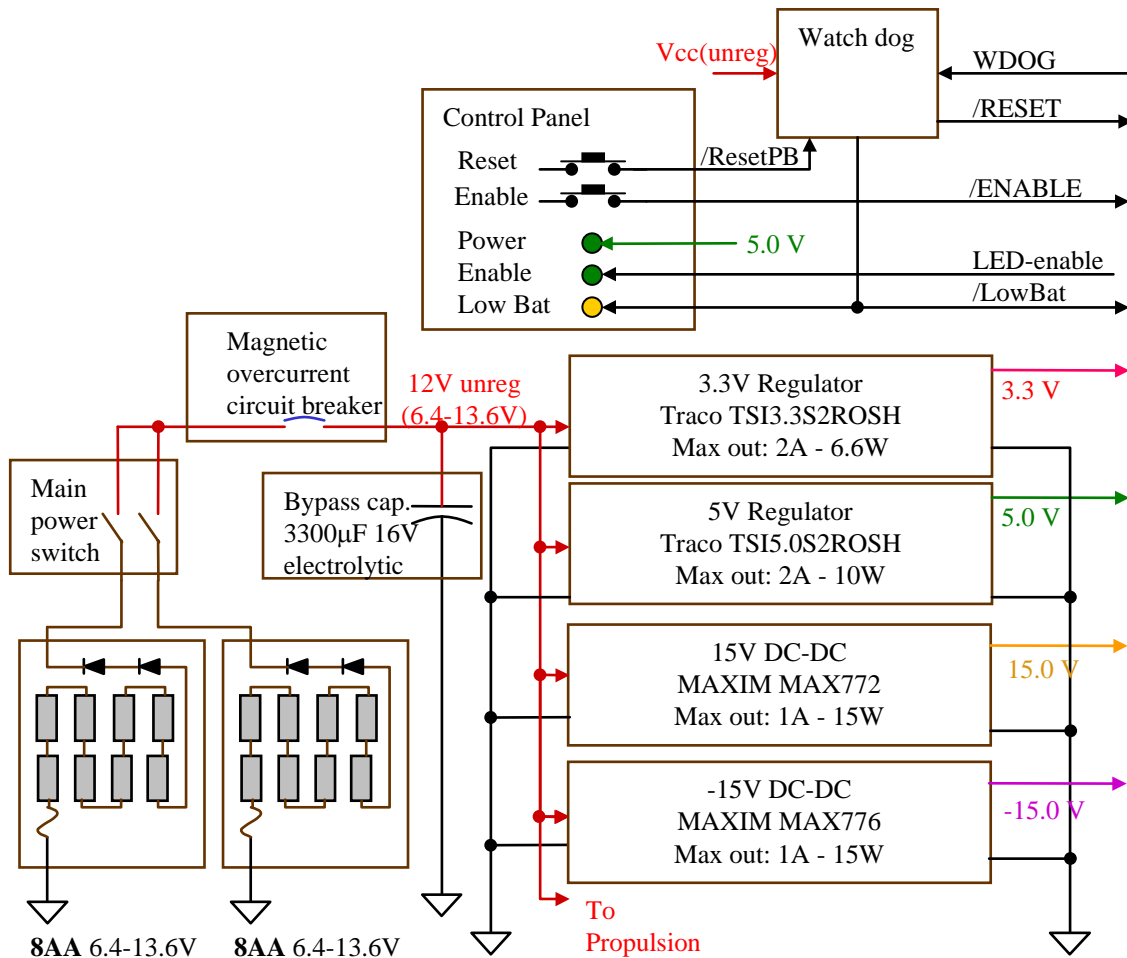 Watch dog
Vcc(unreg)
WDOG
/RESET
Control Panel
Reset
/ResetPB
Enable
/ENABLE
Power
5.0 V
Enable
LED-enable
Low Bat
/LowBat
Magnetic
overcurrent
circuit breaker
12V unreg
(6.4-13.6V)
3.3V Regulator
Traco TSI3.3S2ROSH
Max out: 2A - 6.6W
3.3 V
Main
power
switch
Bypass cap.
3300µF 16V
electrolytic
5V Regulator
Traco TSI5.0S2ROSH
Max out: 2A - 10W
5.0 V
15V DC-DC
MAXIM MAX772
Max out: 1A - 15W
15.0 V
-15V DC-DC
MAXIM MAX776
Max out: 1A - 15W
-15.0 V
To
Propulsion
8AA 6.4-13.6V
8AA 6.4-13.6V